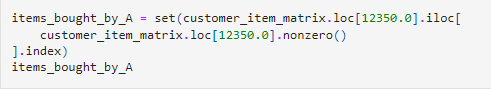 items_bought_by_A = set(customer_item_matrix.loc[12350.0].iloc[
    customer_item_matrix.loc[12350.0].nonzero()
].index)
items_bought_by_A